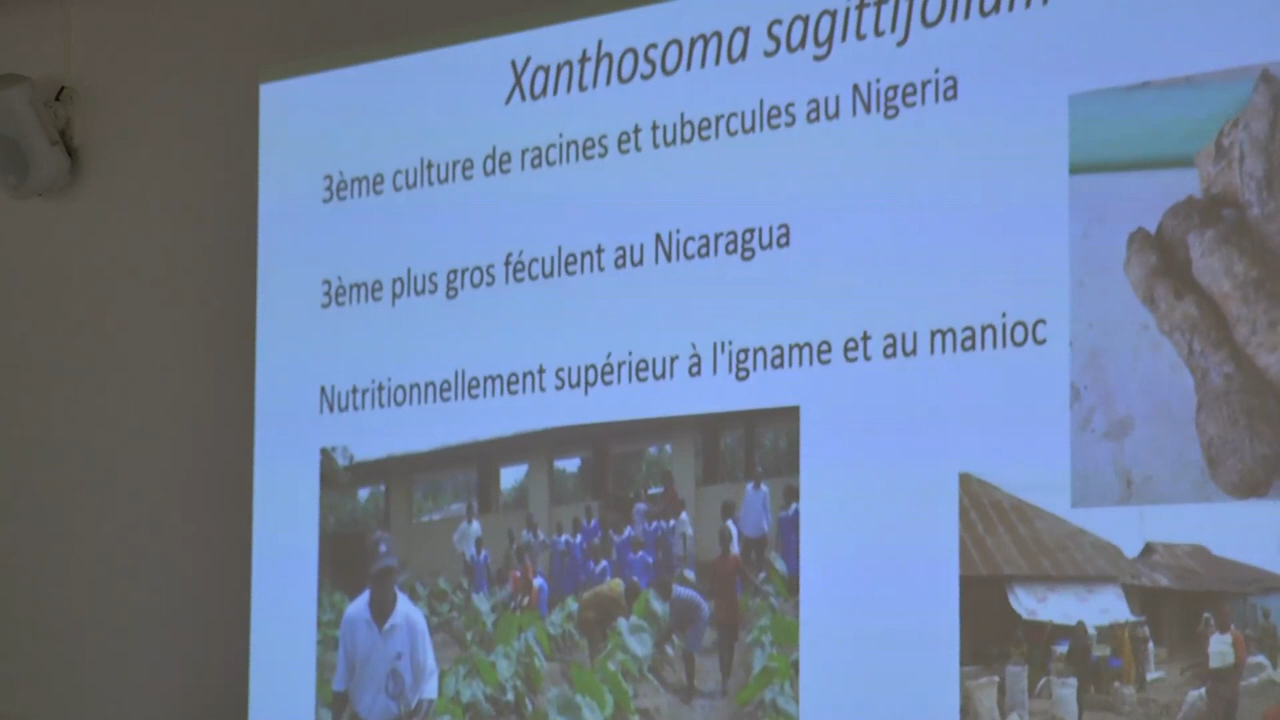 Xanthosoma sagittifolium
3ème culture de racines et tubercules au Nigeria
3ème plus gros féculent au Nicaragua
Nutritionnellement supérieur à l'igname et au manioc